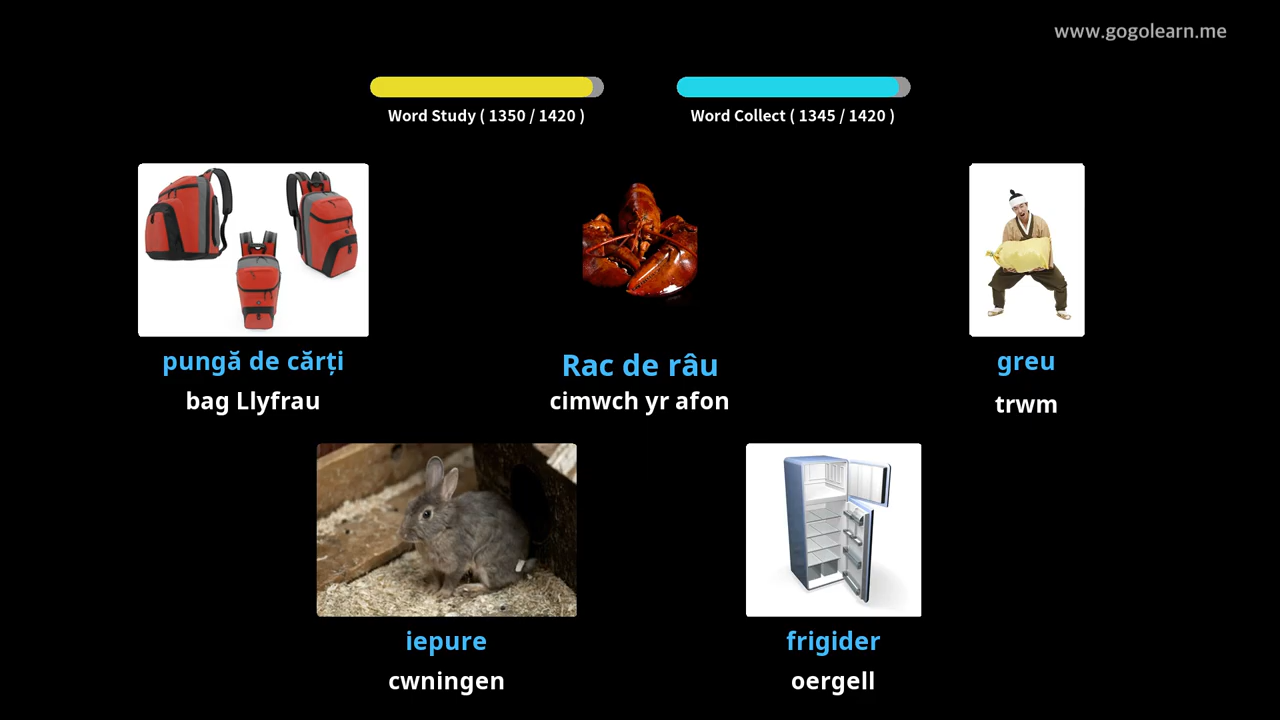 www.gogolearn.me
Word Study ( 1350 / 1420 )
Word Collect ( 1345 / 1420 )
pungă de cărți
bag Llyfrau
Rac de râu
cimwch yr afon
greu
trwm
iepure
cwningen
frigider
oergell